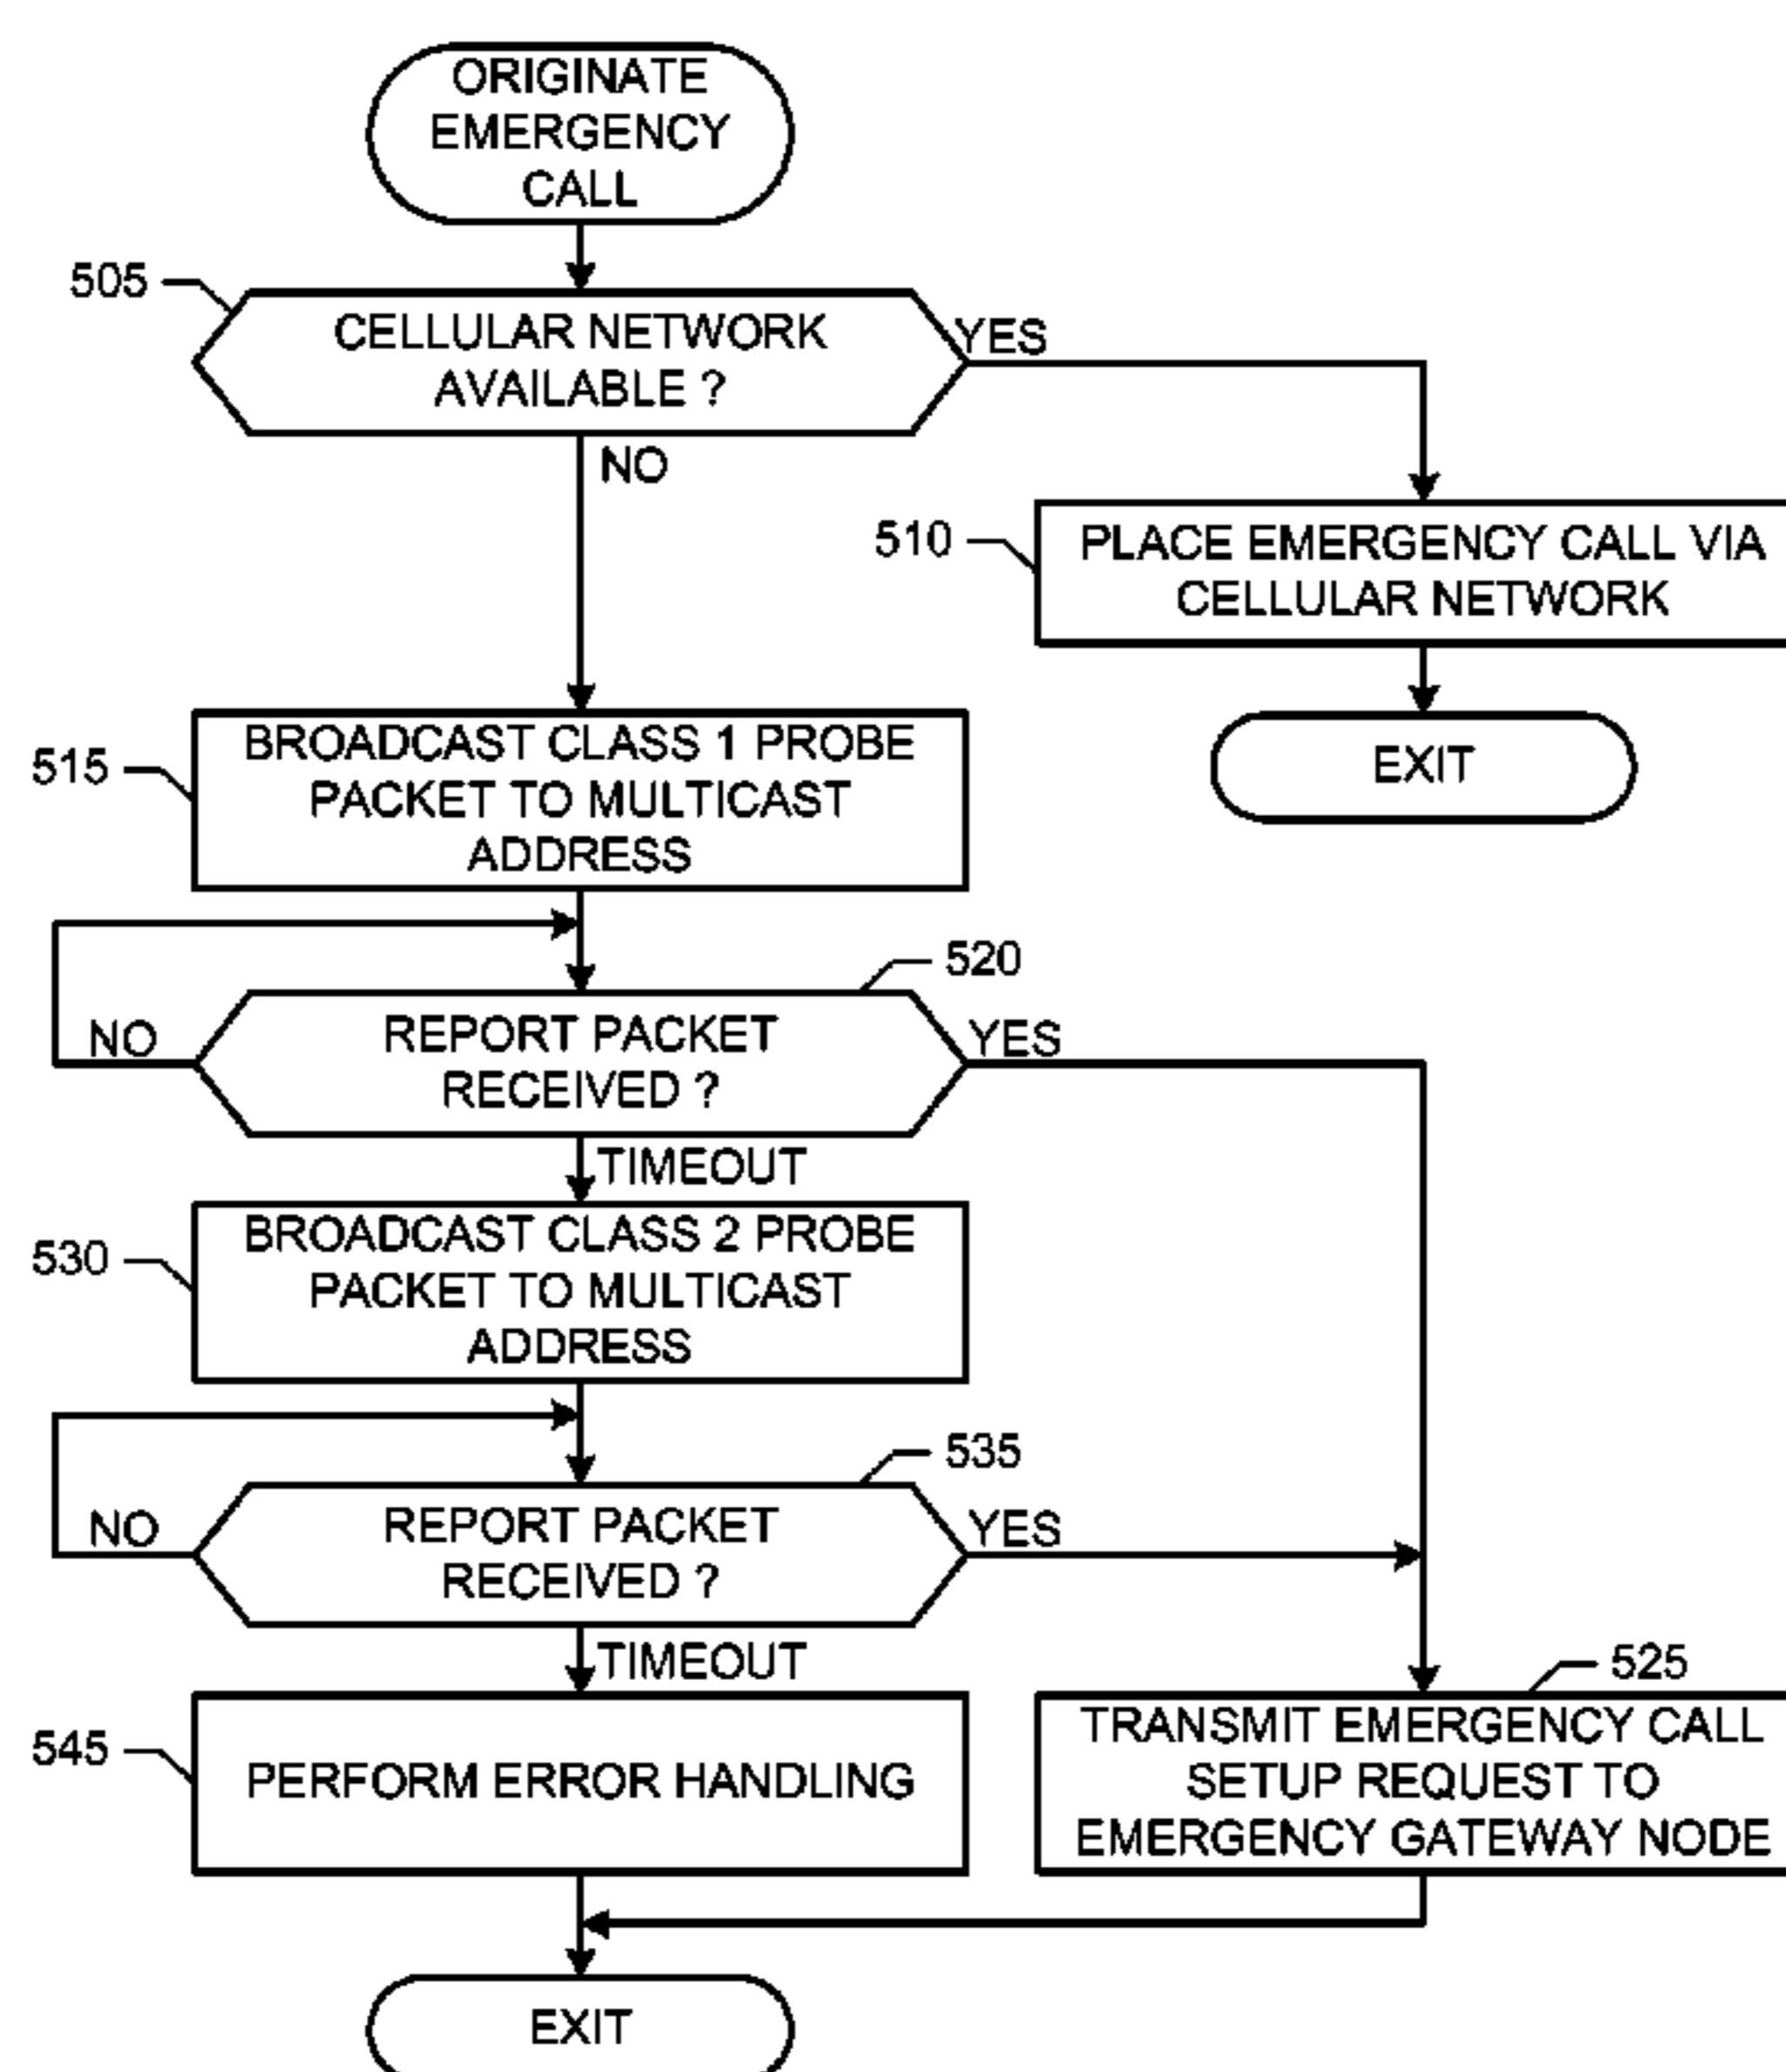 ORIGINATE
EMERGENCY
CALL
505
CELLULAR NETWORK
AVAILABLE ?
YES
NO
510
PLACE EMERGENCY CALL VIA
CELLULAR NETWORK
EXIT
515
BROADCAST CLASS 1 PROBE
PACKET TO MULTICAST
ADDRESS
520
NO
REPORT PACKET
RECEIVED ?
YES
TIMEOUT
530
BROADCAST CLASS 2 PROBE
PACKET TO MULTICAST
ADDRESS
535
NO
REPORT PACKET
RECEIVED ?
YES
TIMEOUT
545
PERFORM ERROR HANDLING
525
TRANSMIT EMERGENCY CALL
SETUP REQUEST TO
EMERGENCY GATEWAY NODE
EXIT